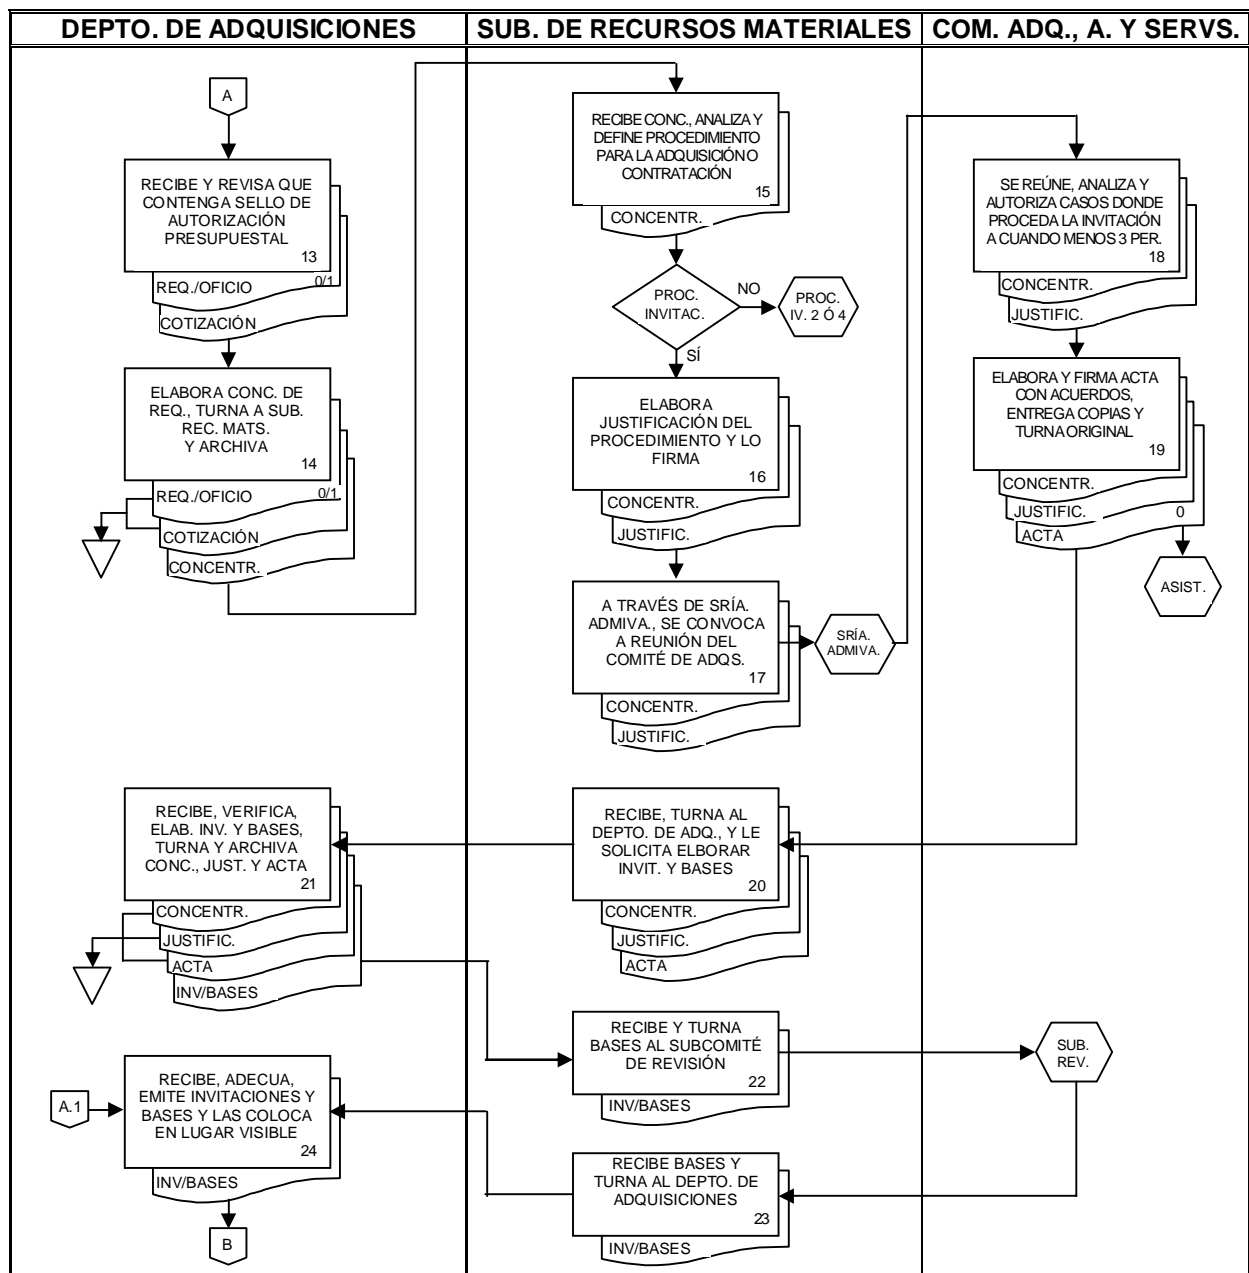 DEPTO. DE ADQUISICIONES
SUB. DE RECURSOS MATERIALES
COM. ADQ., A. Y SERVS.
A
RECIBE Y REVISA QUE
CONTENGA SELLO DE
AUTORIZACIÓN
PRESUPUESTAL
13
REQ./OFICIO 0/1
COTIZACIÓN
ELABORA CONC. DE
REQ., TURNA A SUB.
REC. MATS.
Y ARCHIVA
14
REQ./OFICIO 0/1
COTIZACIÓN
CONCENTR.
RECIBE CONC., ANALIZA Y
DEFINE PROCEDIMIENTO
PARA LA ADQUISICIÓN O
CONTRATACIÓN
15
CONCENTR.
PROC.
INVITAC.
NO
PROC.
IV. 2 Ó 4
SÍ
ELABORA
JUSTIFICACIÓN DEL
PROCEDIMIENTO Y LO
FIRMA
16
CONCENTR.
JUSTIFIC.
A TRAVÉS DE SRÍA.
ADMIVA., SE CONVOCA
A REUNIÓN DEL
COMITÉ DE ADQS.
17
CONCENTR.
JUSTIFIC.
SRÍA.
ADMIVA.
SE REÚNE, ANALIZA Y
AUTORIZA CASOS DONDE
PROCEDA LA INVITACIÓN
A CUANDO MENOS 3 PER.
18
CONCENTR.
JUSTIFIC.
ELABORA Y FIRMA ACTA
CON ACUERDOS,
ENTREGA COPIAS Y
TURNA ORIGINAL
19
CONCENTR.
JUSTIFIC. 0
ACTA
ASIST.
RECIBE, TURNA AL
DEPTO. DE ADQ., Y LE
SOLICITA ELBORAR
INVIT. Y BASES
20
CONCENTR.
JUSTIFIC.
ACTA
RECIBE, VERIFICA,
ELAB. INV. Y BASES,
TURNA Y ARCHIVA
CONC., JUST. Y ACTA
21
CONCENTR.
JUSTIFIC.
ACTA
INV/BASES
RECIBE Y TURNA
BASES AL SUBCOMITÉ
DE REVISIÓN
22
INV/BASES
SUB.
REV.
RECIBE BASES Y
TURNA AL DEPTO. DE
ADQUISICIONES
23
INV/BASES
A.1
RECIBE, ADECUA,
EMITE INVITACIONES Y
BASES Y LAS COLOCA
EN LUGAR VISIBLE
24
INV/BASES
B